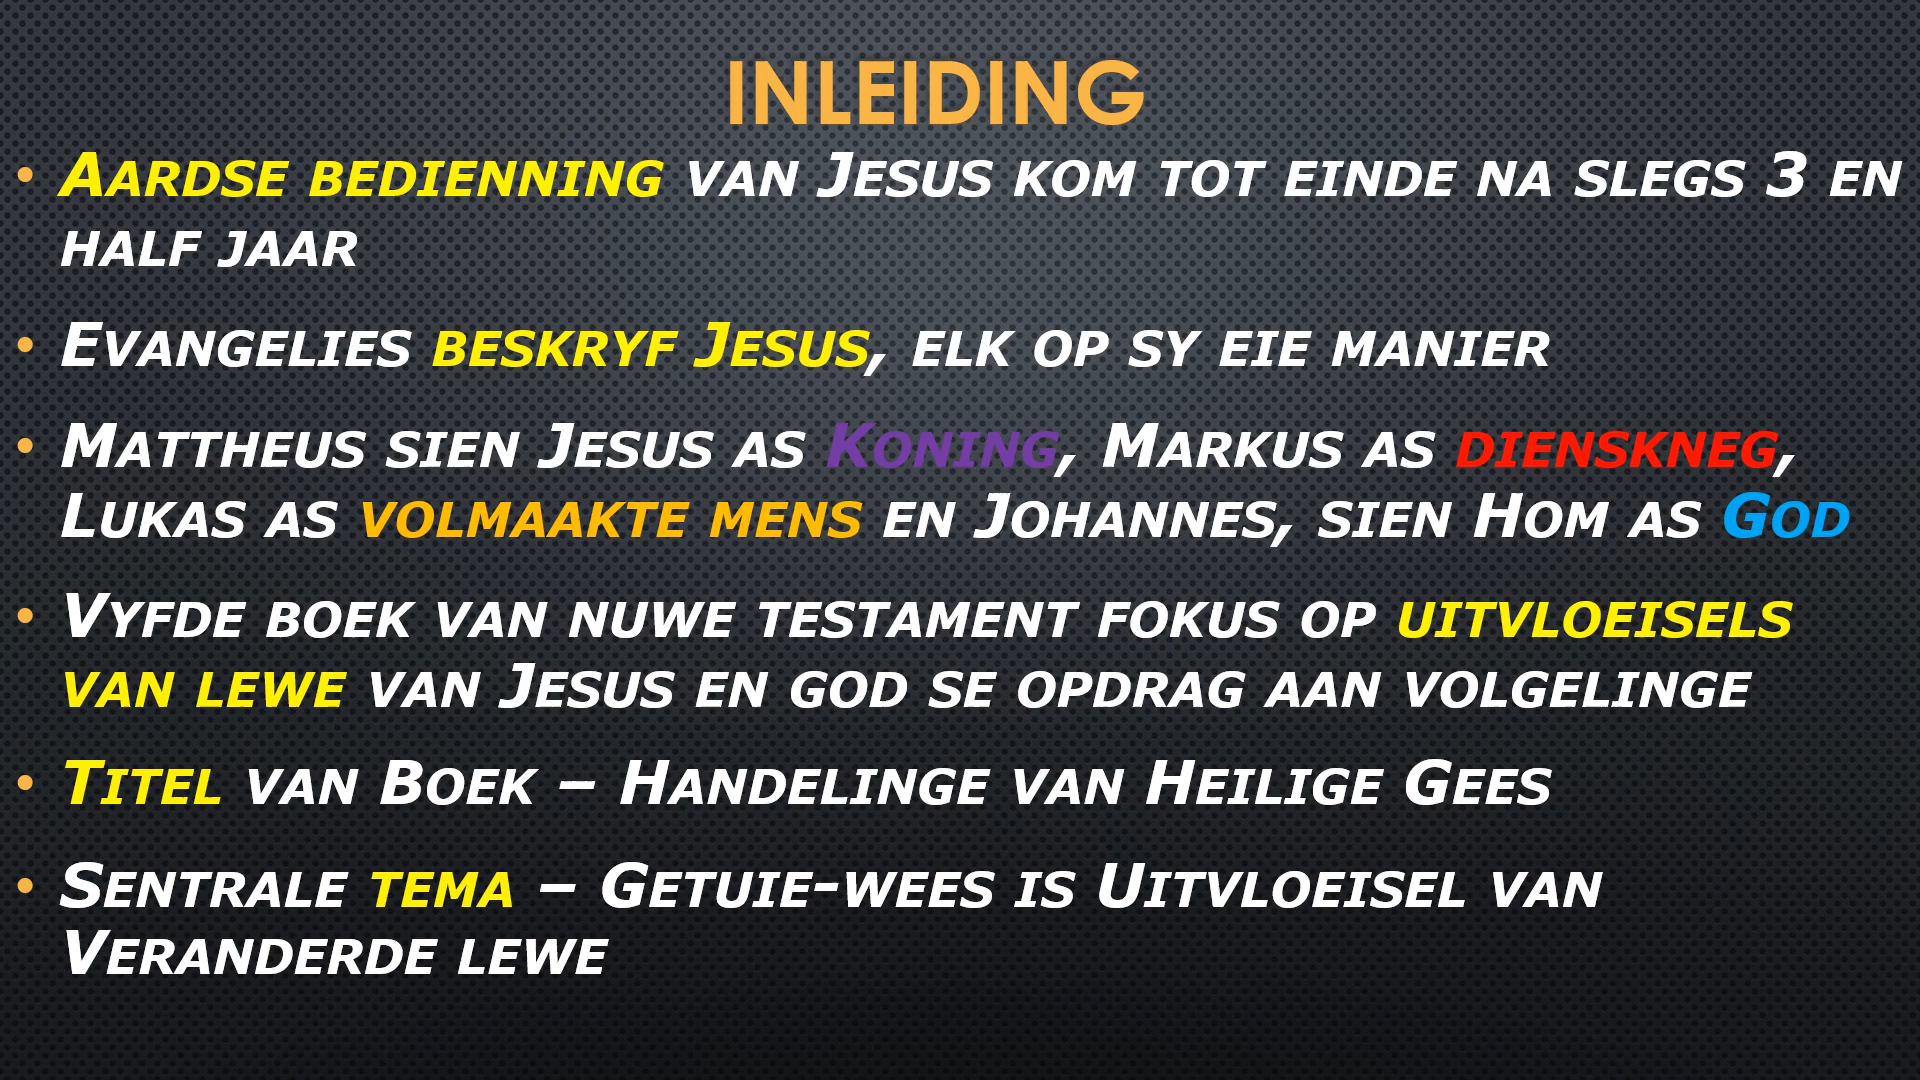 INLEIDING
• Aardse bedienning van Jesus kom tot einde na slegs 3 en
half jaar
• Evangelies beskryf Jesus, elk op sy eie manier
• Mattheus sien Jesus as Koning, Markus as dienskneg,
Lukas as volmaakte mens en Johannes, sien Hom as God
• Vyfde boek van nuwe testament fokus op uitvloeisels
van lewe van Jesus en god se opdrag aan volgelinge
• Titel van Boek – Handelinge van Heilige Gees
• Sentrale tema – Getuie-wees is Uitvloeisel van
Veranderde lewe